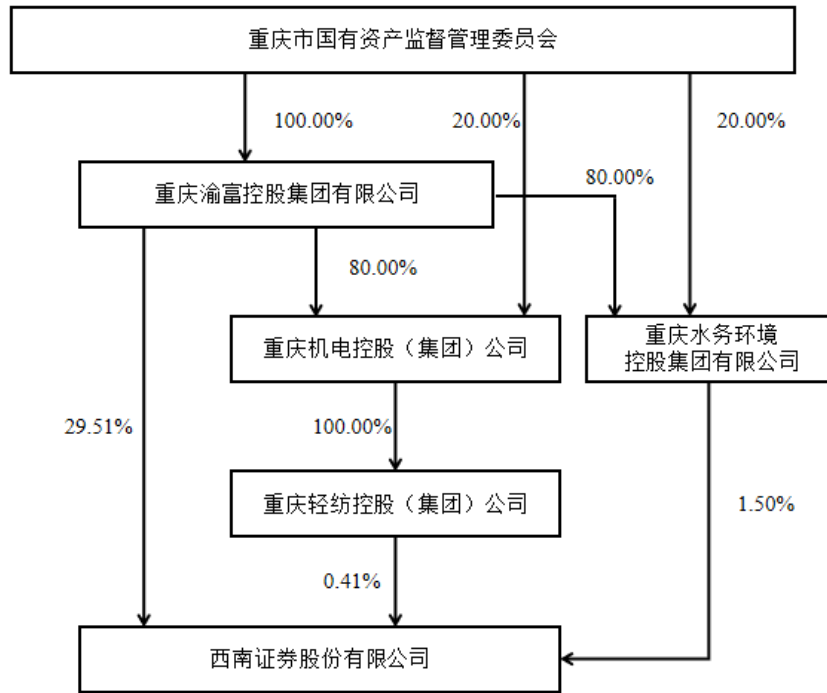 重庆市国有资产监督管理委员会
100.00%
20.00%
20.00%
重庆渝富控股集团有限公司
80.00%
80.00%
重庆机电控股（集团）公司
重庆水务环境
控股集团有限公司
29.51%
100.00%
重庆轻纺控股（集团）公司
1.50%
0.41%
西南证券股份有限公司